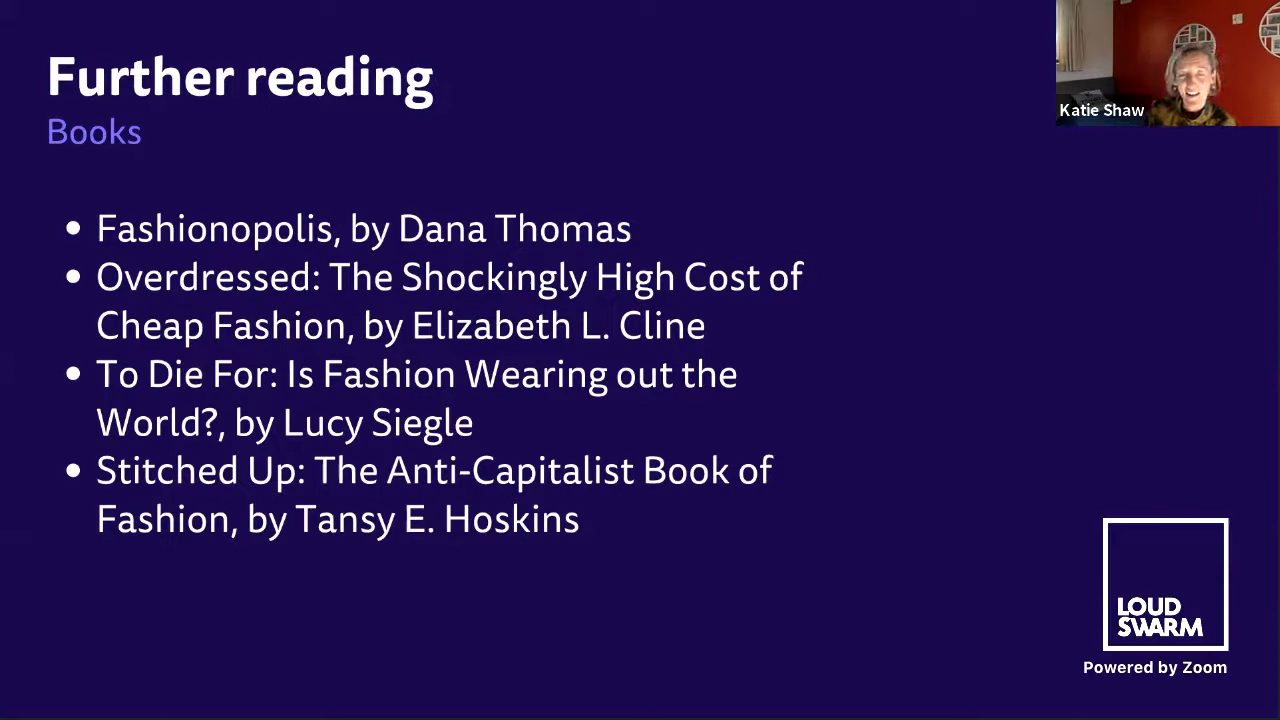 Further reading
Books
Katie Shaw
• Fashionopolis, by Dana Thomas
• Overdressed: The Shockingly High Cost of
Cheap Fashion, by Elizabeth L. Cline
• To Die For: Is Fashion Wearing out the
World?, by Lucy Siegle
• Stitched Up: The Anti-Capitalist Book of
Fashion, by Tansy E. Hoskins
LOUD
SWARM
Powered by Zoom